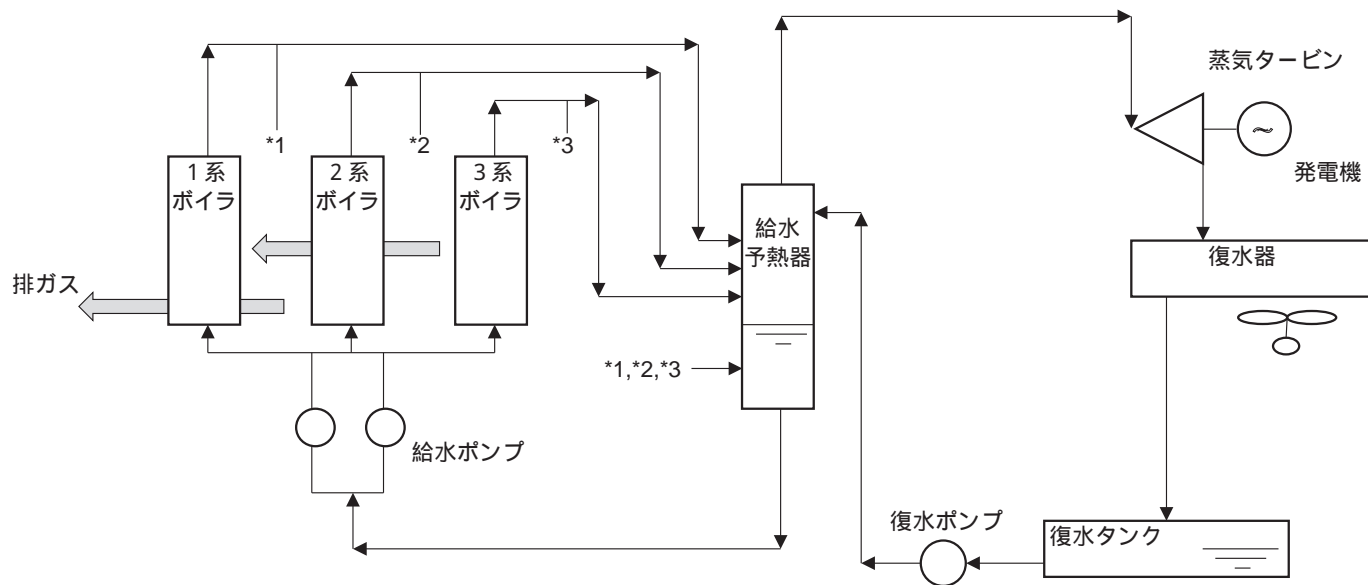 蒸気タービン
~
発電機
*1
*2
*3
1系
ボイラ
2系
ボイラ
3系
ボイラ
給水
予熱器
復水器
排ガス
*1,*2,*3
給水ポンプ
復水ポンプ
復水タンク